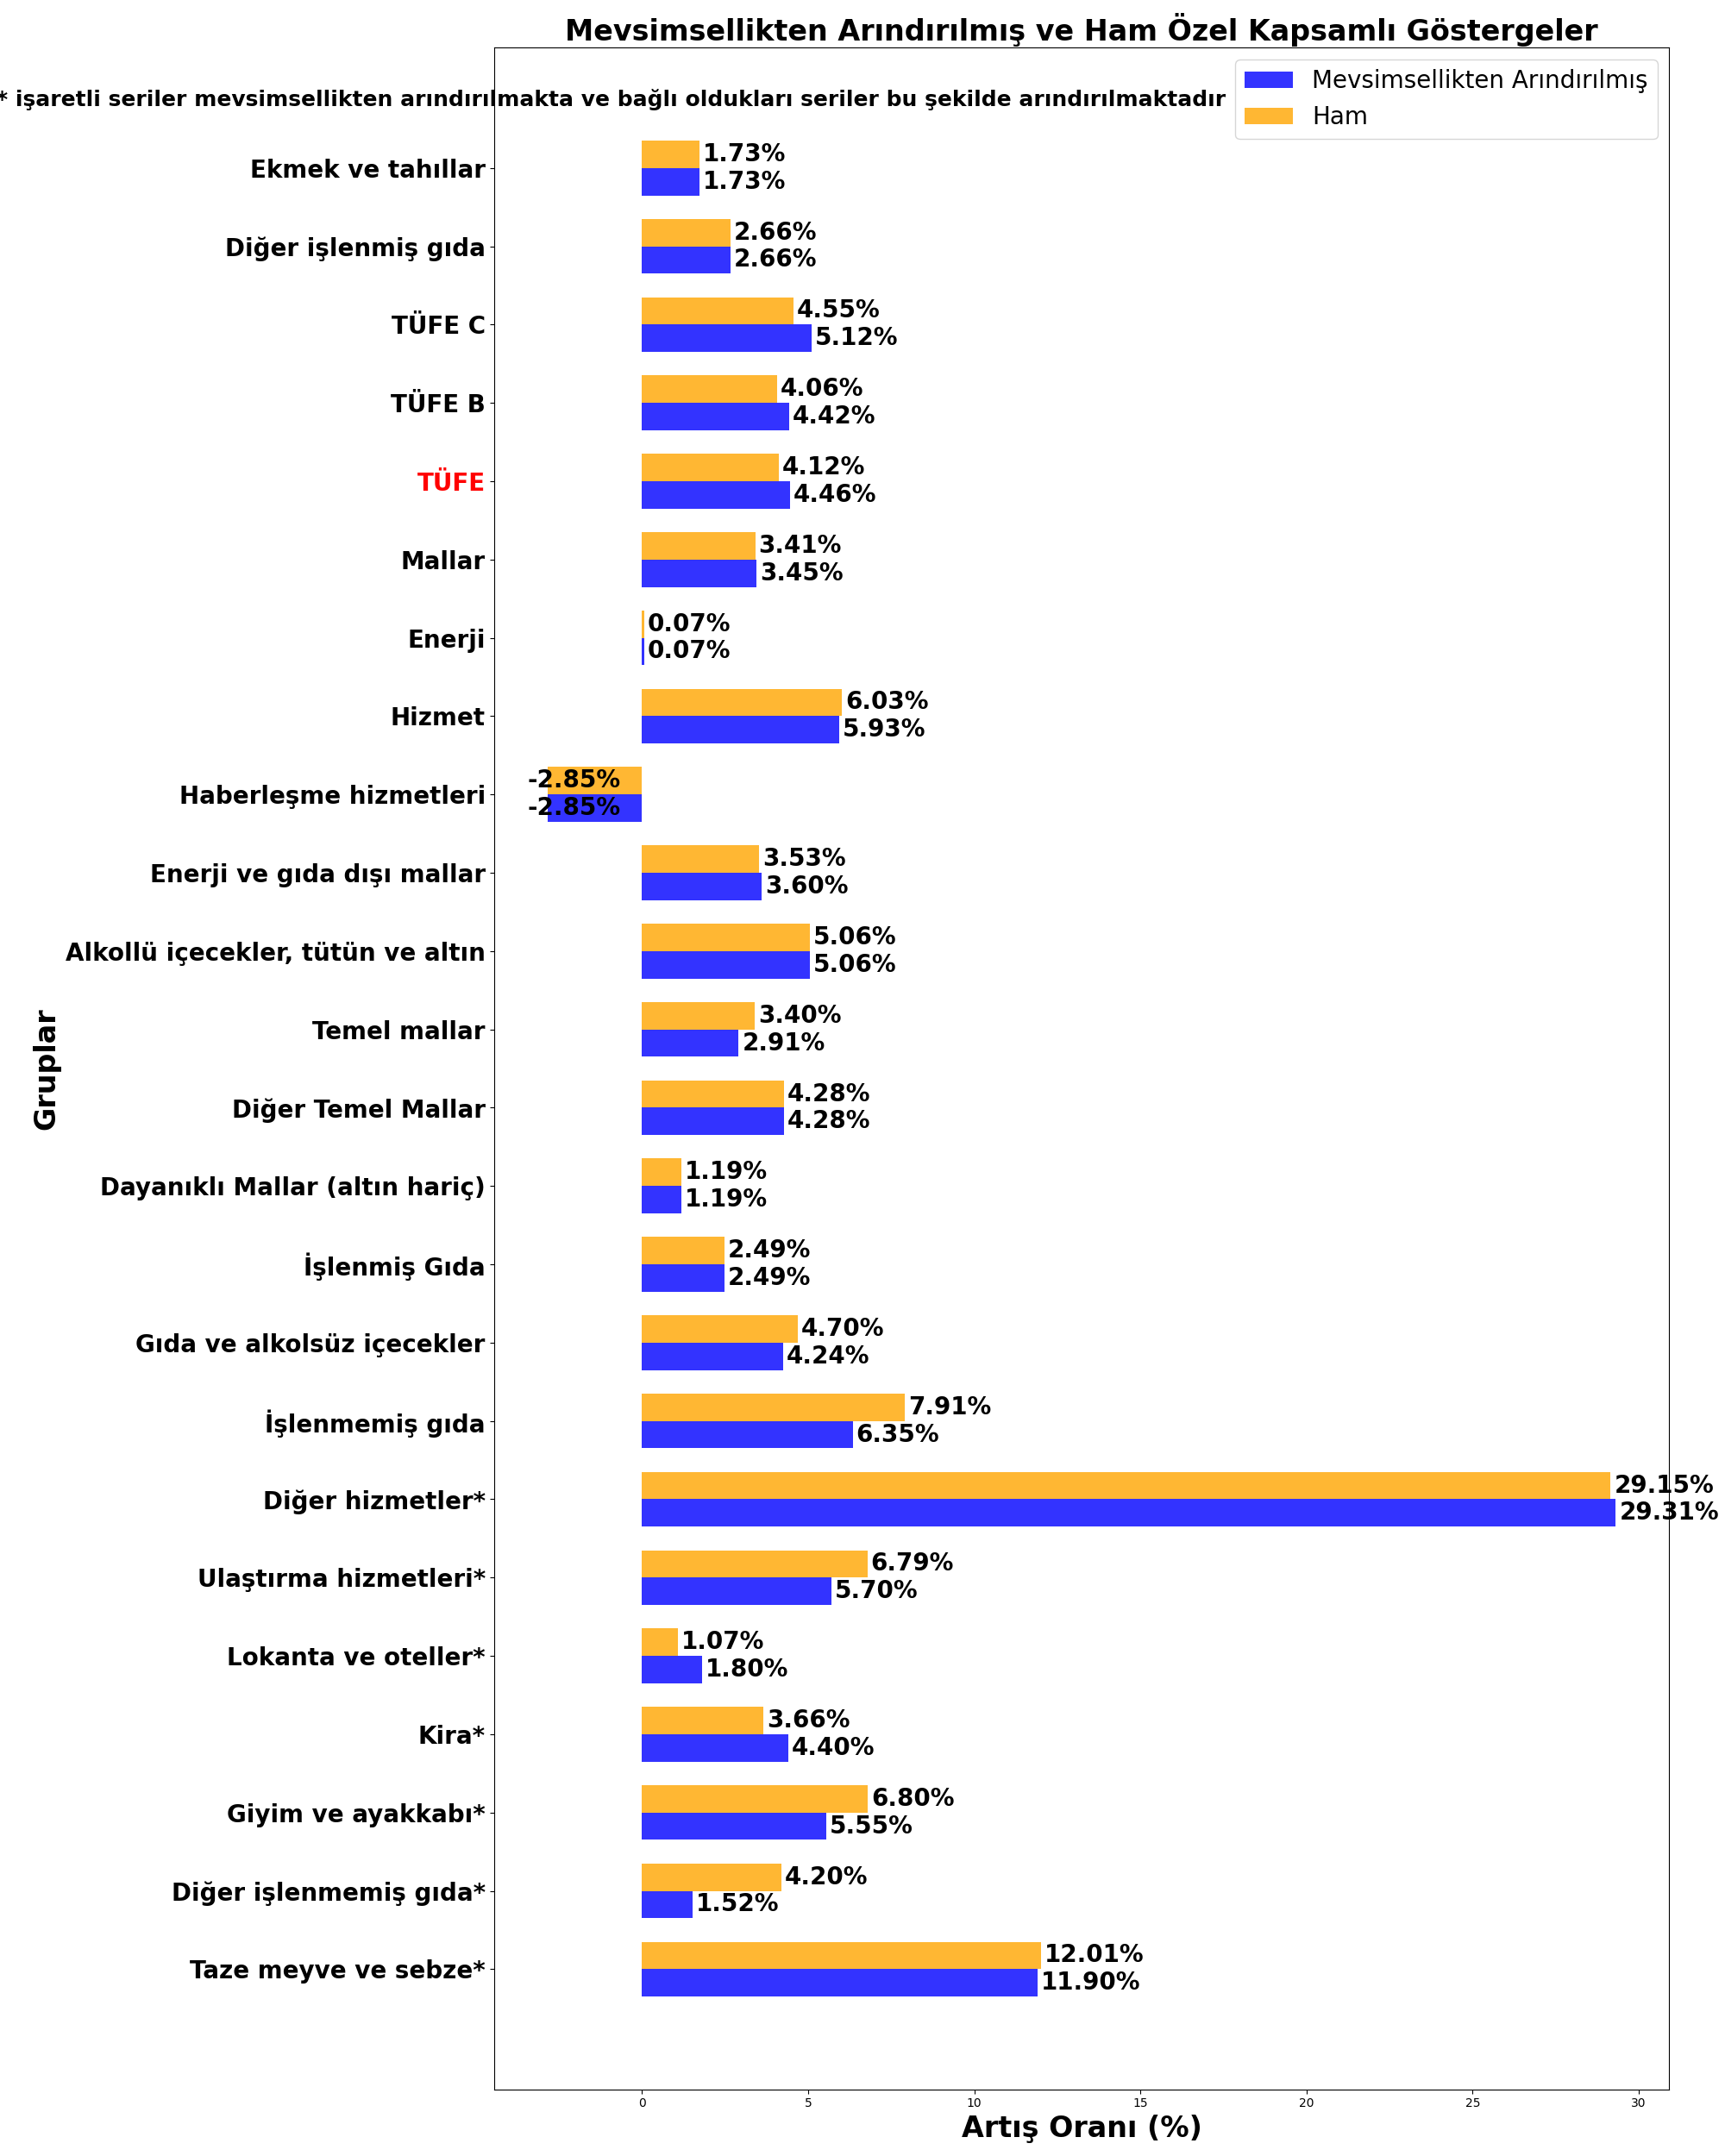 Mevsimsellikten Arındırılmış ve Ham Özel Kapsamlı Göstergeler
* işaretli seriler mevsimsellikten arındırılmakta ve bağlı oldukları seriler bu şekilde arındırılmaktadır
Mevsimsellikten Arındırılmış
Ham
Ekmek ve tahıllar
1.73%
1.73%
Diğer işlenmiş gıda
2.66%
2.66%
TÜFE C
4.55%
5.12%
TÜFE B
4.06%
4.42%
TÜFE
4.12%
4.46%
Mallar
3.41%
3.45%
Enerji
0.07%
0.07%
Hizmet
6.03%
5.93%
Haberleşme hizmetleri
-2.85%
-2.85%
Enerji ve gıda dışı mallar
3.53%
3.60%
Alkollü içecekler, tütün ve altın
5.06%
5.06%
Temel mallar
3.40%
2.91%
Diğer Temel Mallar
4.28%
4.28%
Dayanıklı Mallar (altın hariç)
1.19%
1.19%
İşlenmiş Gıda
2.49%
2.49%
Gıda ve alkolsüz içecekler
4.70%
4.24%
İşlenmemiş gıda
7.91%
6.35%
Diğer hizmetler*
29.15%
29.31%
Ulaştırma hizmetleri*
6.79%
5.70%
Lokanta ve oteller*
1.07%
1.80%
Kira*
3.66%
4.40%
Giyim ve ayakkabı*
6.80%
5.55%
Diğer işlenmemiş gıda*
4.20%
1.52%
Taze meyve ve sebze*
12.01%
11.90%
Gruplar
0 5 10 15 20 25 30
Artış Oranı (%)